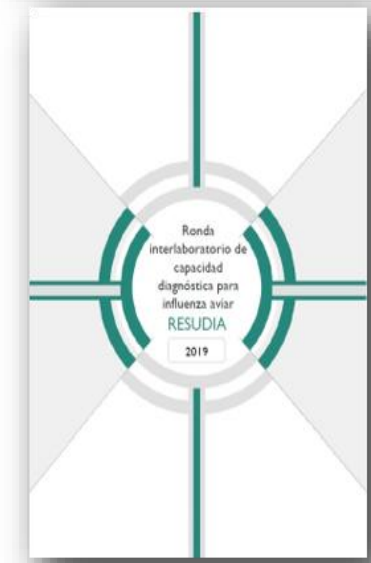 Ronda
interlaboratorio de
capacidad
diagnóstica para
influenza aviar
RESUDIA
2019